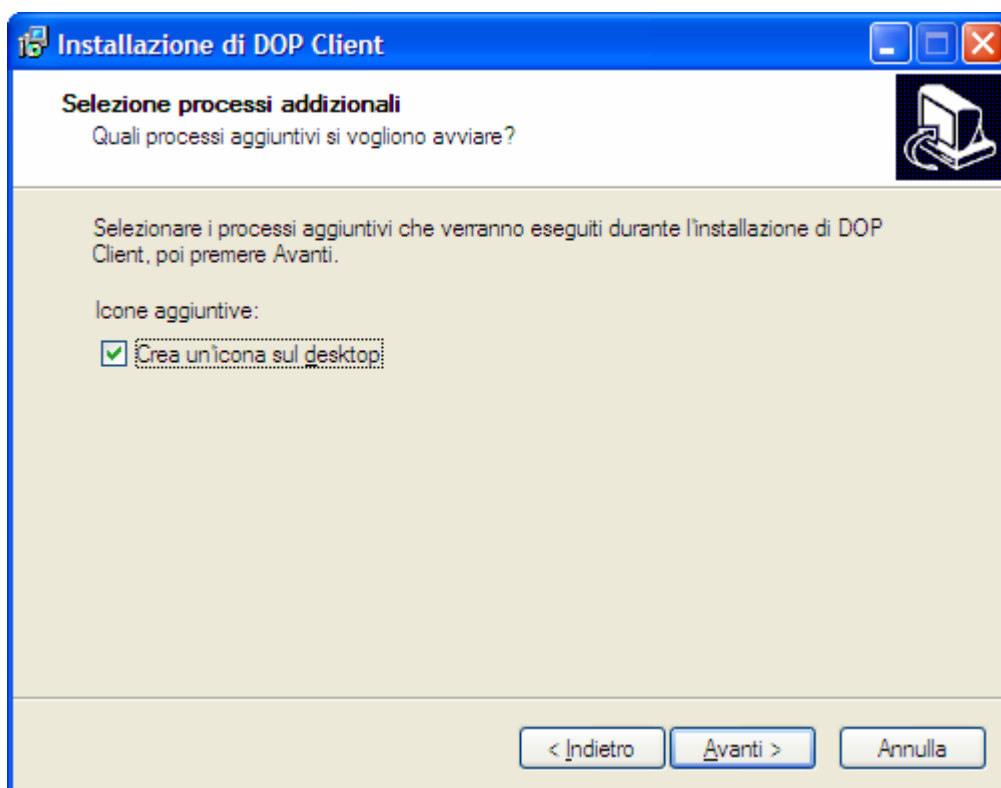 Installazione di DOP Client
Selezione processi addizionali
Quali processi aggiuntivi si vogliono avviare?
Selezionare i processi aggiuntivi che verranno eseguiti durante l'installazione di DOP
Client, poi premere Avanti.
Icone aggiuntive:
Crea un'icona sul desktop
< Indietro
Avanti >
Annulla